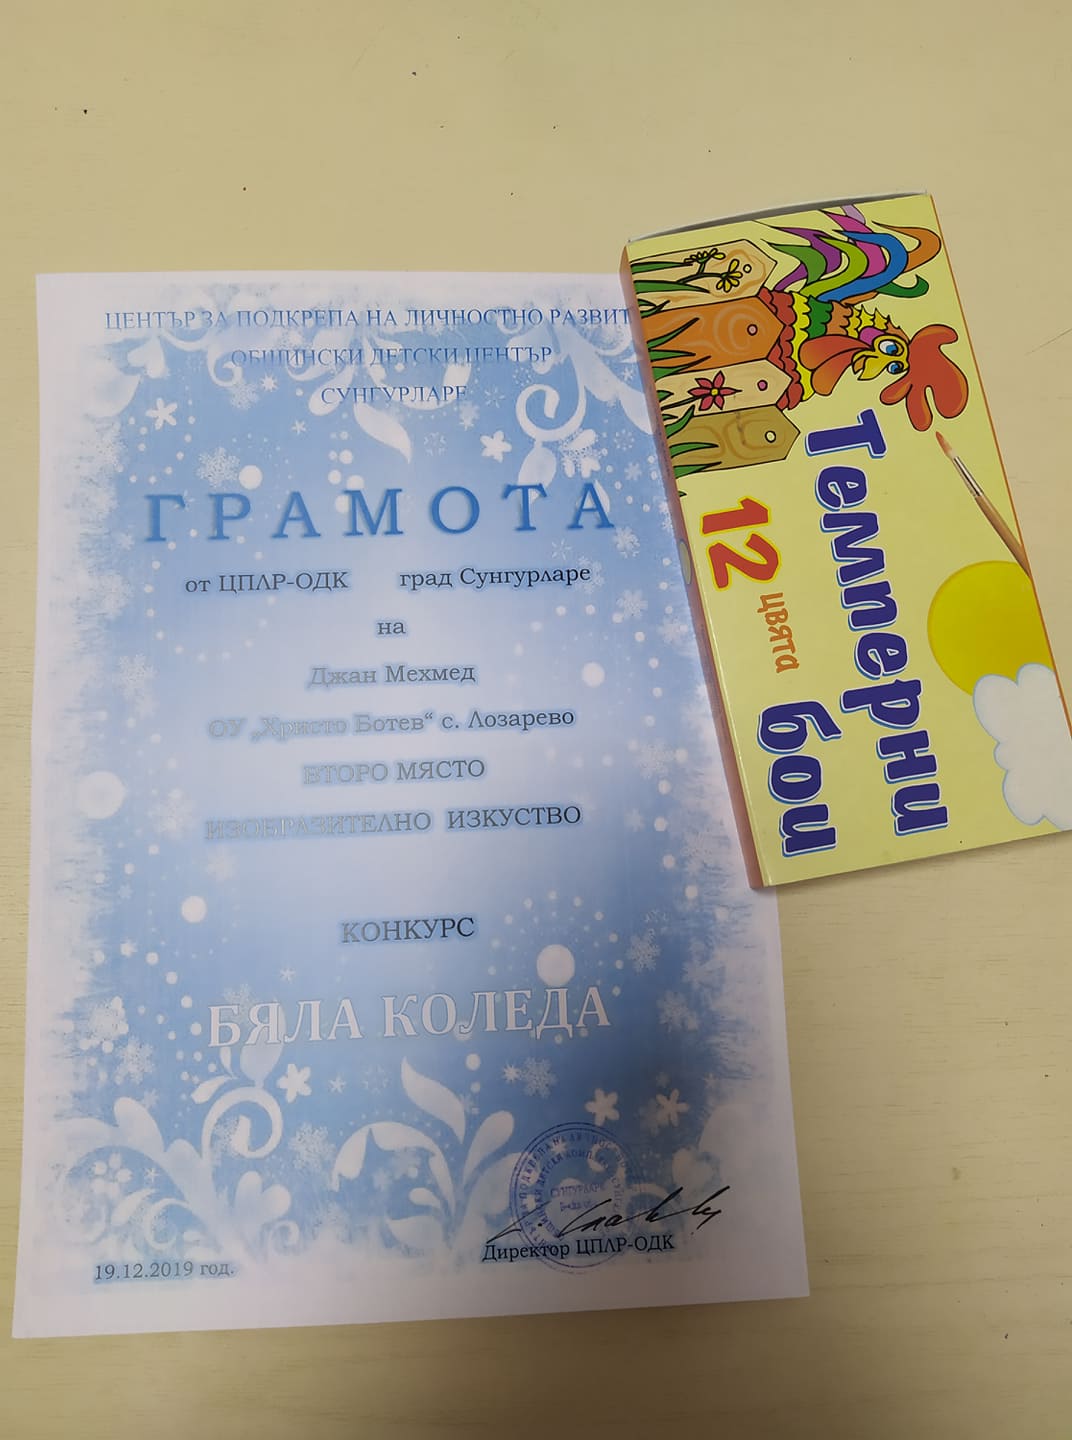 ЦЕНТЪР ЗА ПОДКРЕПА НА ЛИЧНОСТНО РАЗВИТ
ОБЩИНСКИ ДЕТСКИ ЦЕНТЪР
СУНГУРЛАРЕ
ГРАМОТА
от ЦПЛР-ОДК град Сунгурларе
на
Джан Мехмед
ОУ „Христо Ботев“ с. Лозарево
ВТОРО МЯСТО
ИЗОБРАЗИТЕЛНО ИЗКУСТВО
КОНКУРС
БЯЛА КОЛЕДА
19.12.2019 год.
Директор ЦПЛР-ОДК
СУНГУРЛАРЕ
Темперни
бои
12 цвята